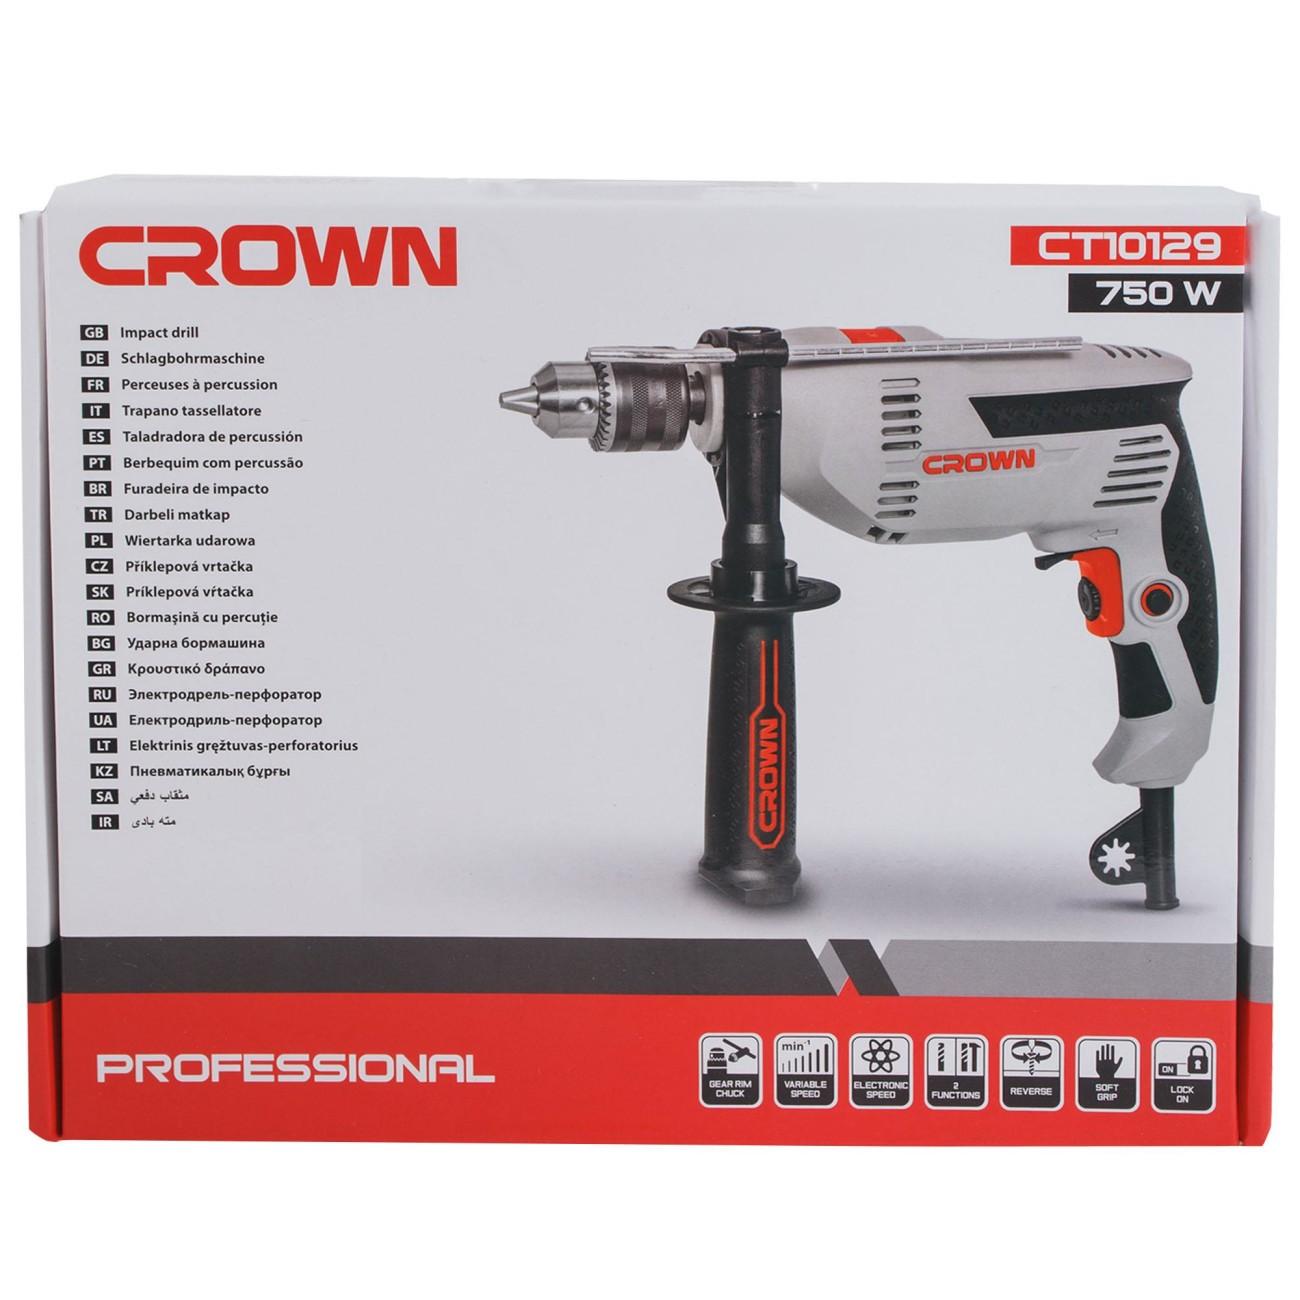 CROWN
CT10129
750 W
GB Impact drill
DE Schlagbohrmaschine
FR Perceuses à percussion
IT Trapano tassellatore
ES Taladradora de percussión
PT Berbequim com percussão
BR Furadeira de impacto
TR Darbeli matkap
PL Wiertarka udarowa
CZ Příklepová vrtačka
SK Príklepová vŕtačka
RO Bormaşină cu percuţie
BG Ударна бормашина
GR Κρουστικό δράπανο
RU Электродрель-перфоратор
UA Електродриль-перфоратор
LT Elektrinis gręžtuvas-perforatorius
KZ Пневматикалық бұрғы
SA مثقاب دفعي
IR مته بادی
CROWN
CROWN
PROFESSIONAL
GEAR RIM
CHUCK
min⁻¹
VARIABLE
SPEED
ELECTRONIC
SPEED
2
FUNCTIONS
REVERSE
SOFT
GRIP
ON
LOCK
ON